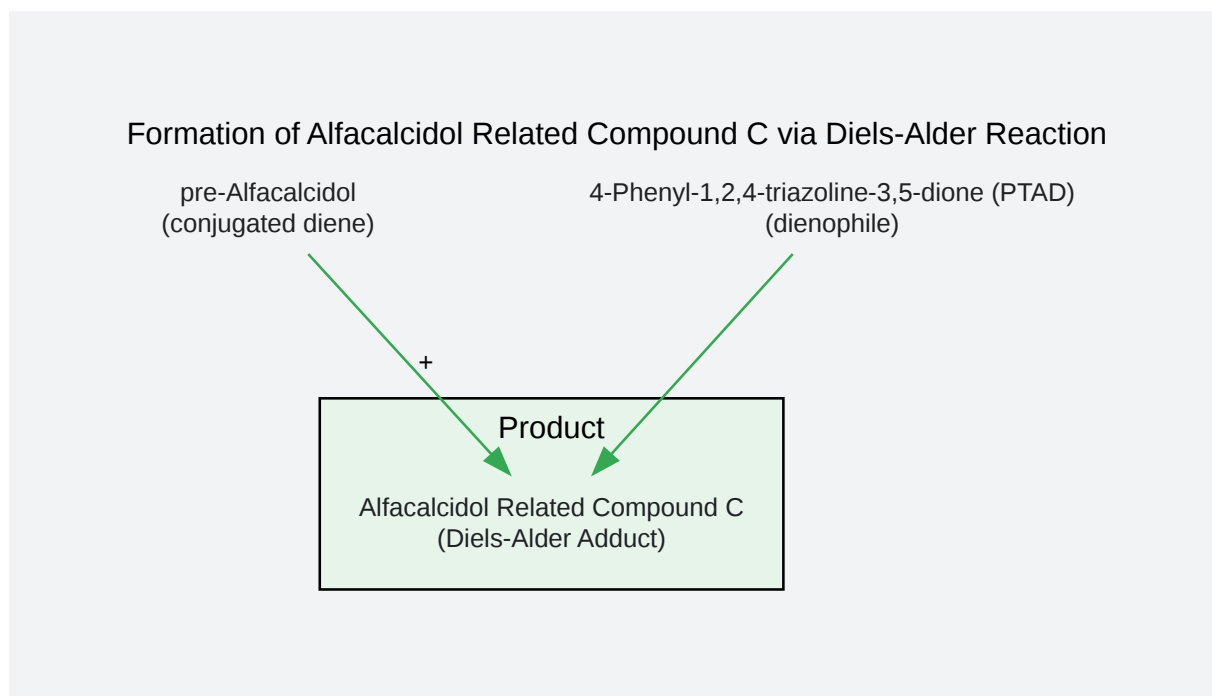 Formation of Alfacalcidol Related Compound C via Diels-Alder Reaction
pre-Alfacalcidol
(conjugated diene)
4-Phenyl-1,2,4-triazoline-3,5-dione (PTAD)
(dienophile)
+
Product
Alfacalcidol Related Compound C
(Diels-Alder Adduct)